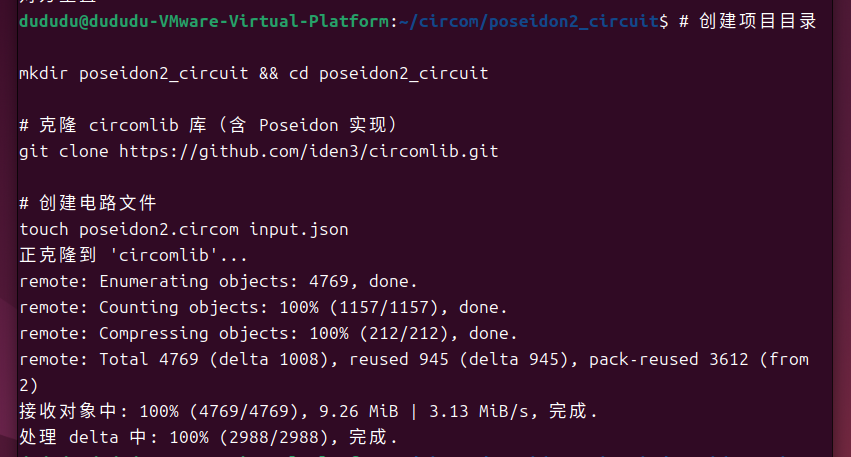 dududu@dududu-VMware-Virtual-Platform:~/circom/poseidon2_circuit$ # 创建项目目录
mkdir poseidon2_circuit && cd poseidon2_circuit
# 克隆 circomlib 库（含 Poseidon 实现）
git clone https://github.com/iden3/circomlib.git
# 创建电路文件
touch poseidon2.circom input.json
正克隆到 'circomlib'...
remote: Enumerating objects: 4769, done.
remote: Counting objects: 100% (1157/1157), done.
remote: Compressing objects: 100% (212/212), done.
remote: Total 4769 (delta 1008), reused 945 (delta 945), pack-reused 3612 (from
2)
接收对象中: 100% (4769/4769), 9.26 MiB | 3.13 MiB/s, 完成.
处理 delta 中: 100% (2988/2988), 完成.